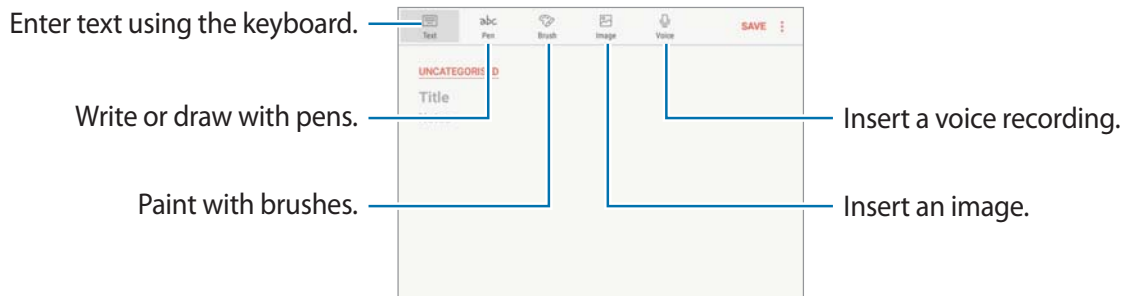 Enter text using the keyboard.
Text
abc
Pen
Brush
Image
Voice
SAVE
UNCATEGORISED
Title
Write or draw with pens.
Insert a voice recording.
Paint with brushes.
Insert an image.